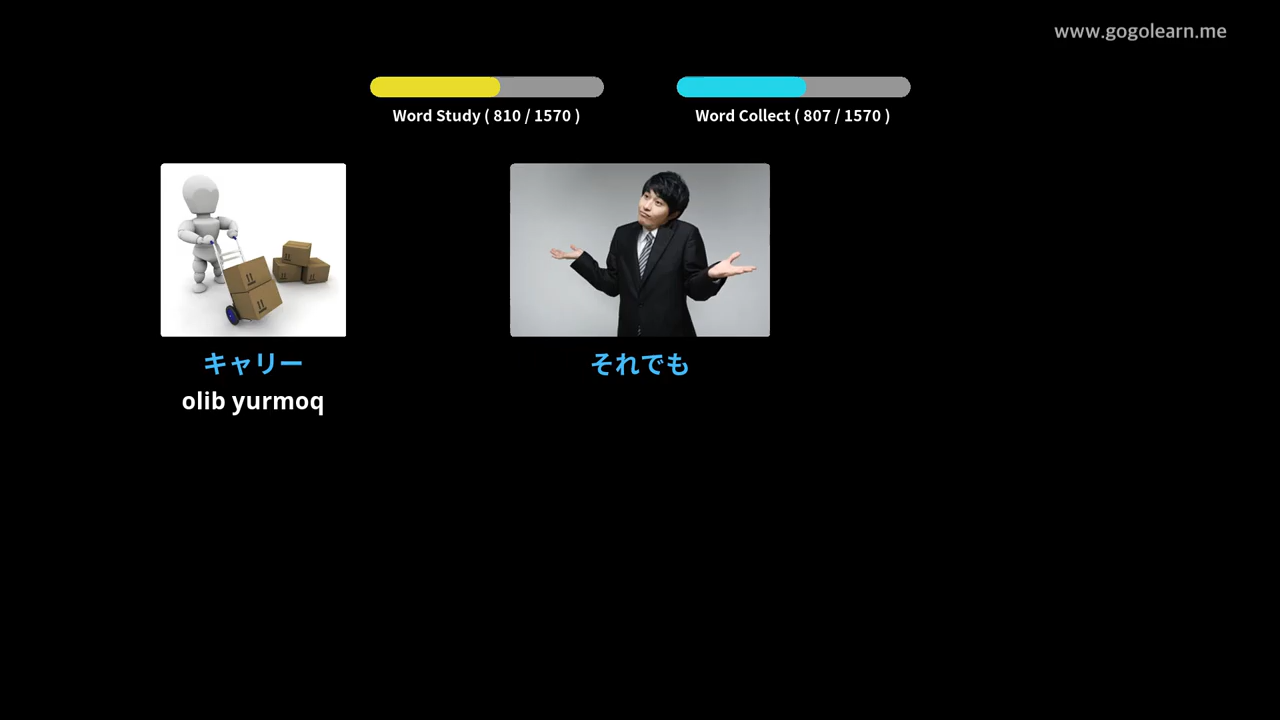 www.gogolearn.me
Word Study ( 810 / 1570 )
Word Collect ( 807 / 1570 )
キャリー
olib yurmoq
それでも